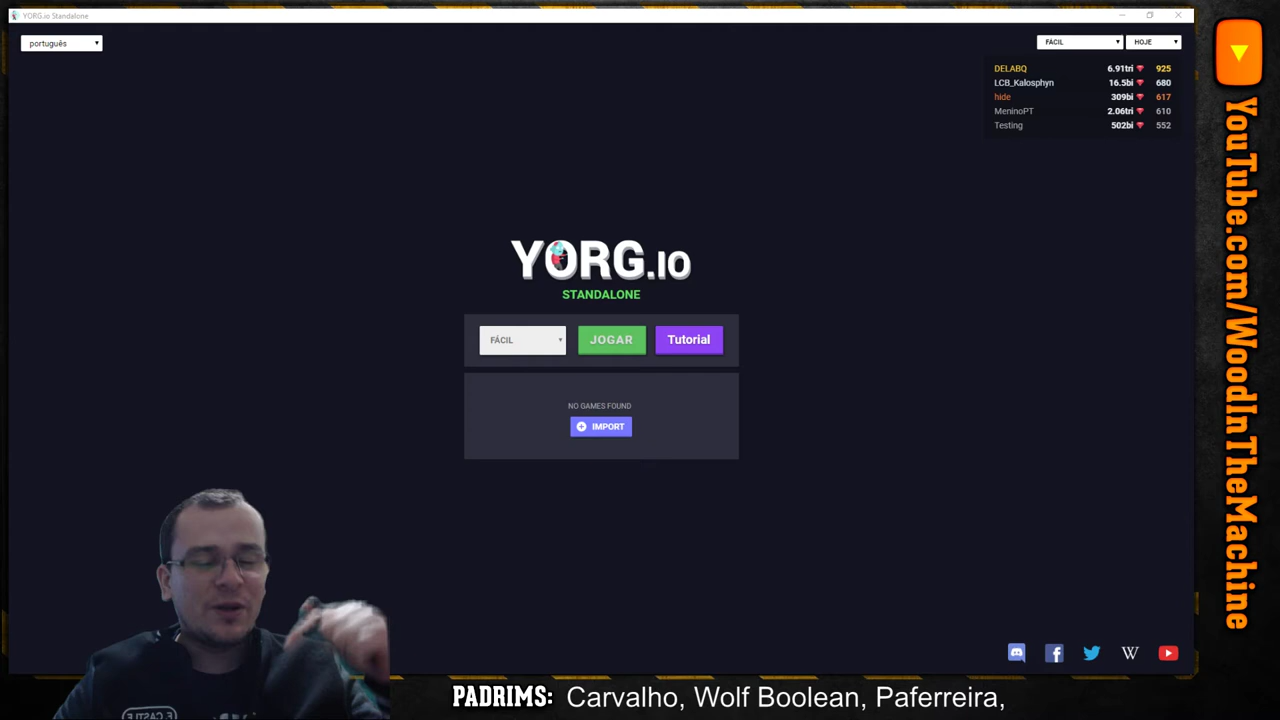 YORG.io Standalone
português
FÁCIL HOJE
DELABQ 6.91tri 925
LCB_Kalosphyn 16.5bi 680
hide 309bi 617
MeninoPT 2.06tri 610
Testing 502bi 552
YORG.IO
STANDALONE
FÁCIL JOGAR Tutorial
NO GAMES FOUND
IMPORT
YouTube.com/WoodInTheMachine
PADRIMS: Carvalho, Wolf Boolean, Paferreira,